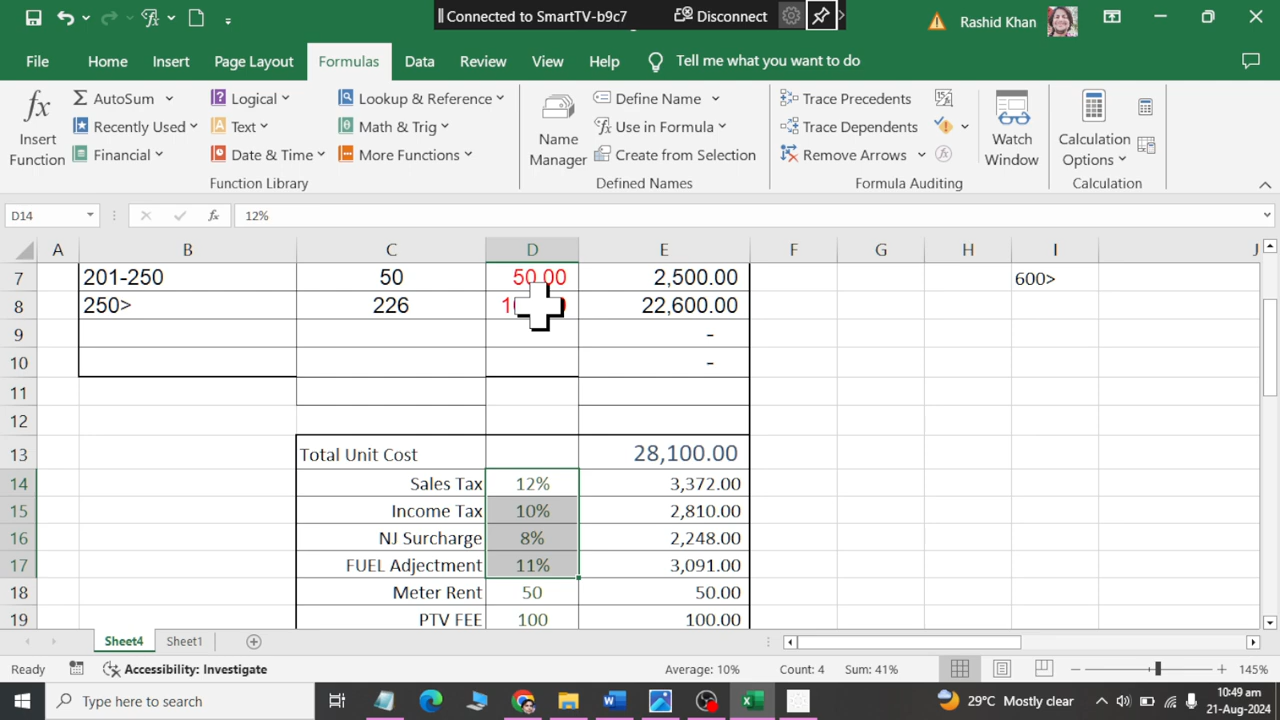 Connected to SmartTV-b9c7 Disconnect
Rashid Khan
File Home Insert Page Layout Formulas Data Review View Help Tell me what you want to do
Insert Function
AutoSum
Recently Used
Financial
Logical
Text
Date & Time
Lookup & Reference
Math & Trig
More Functions
Function Library
Name Manager
Define Name
Use in Formula
Create from Selection
Defined Names
Trace Precedents
Trace Dependents
Remove Arrows
Formula Auditing
Watch Window
Calculation Options
Calculation
D14 fx 12%
A B C D E F G H I J
7 201-250 50 50.00 2,500.00 600>
8 250> 226 22,600.00
9 -
10 -
11
12
13 Total Unit Cost 28,100.00
14 Sales Tax 12% 3,372.00
15 Income Tax 10% 2,810.00
16 NJ Surcharge 8% 2,248.00
17 FUEL Adjectment 11% 3,091.00
18 Meter Rent 50 50.00
19 PTV FEE 100 100.00
Sheet4 Sheet1
Ready Accessibility: Investigate Average: 10% Count: 4 Sum: 41% 145%
Type here to search 29°C Mostly clear 10:49 am
21-Aug-2024